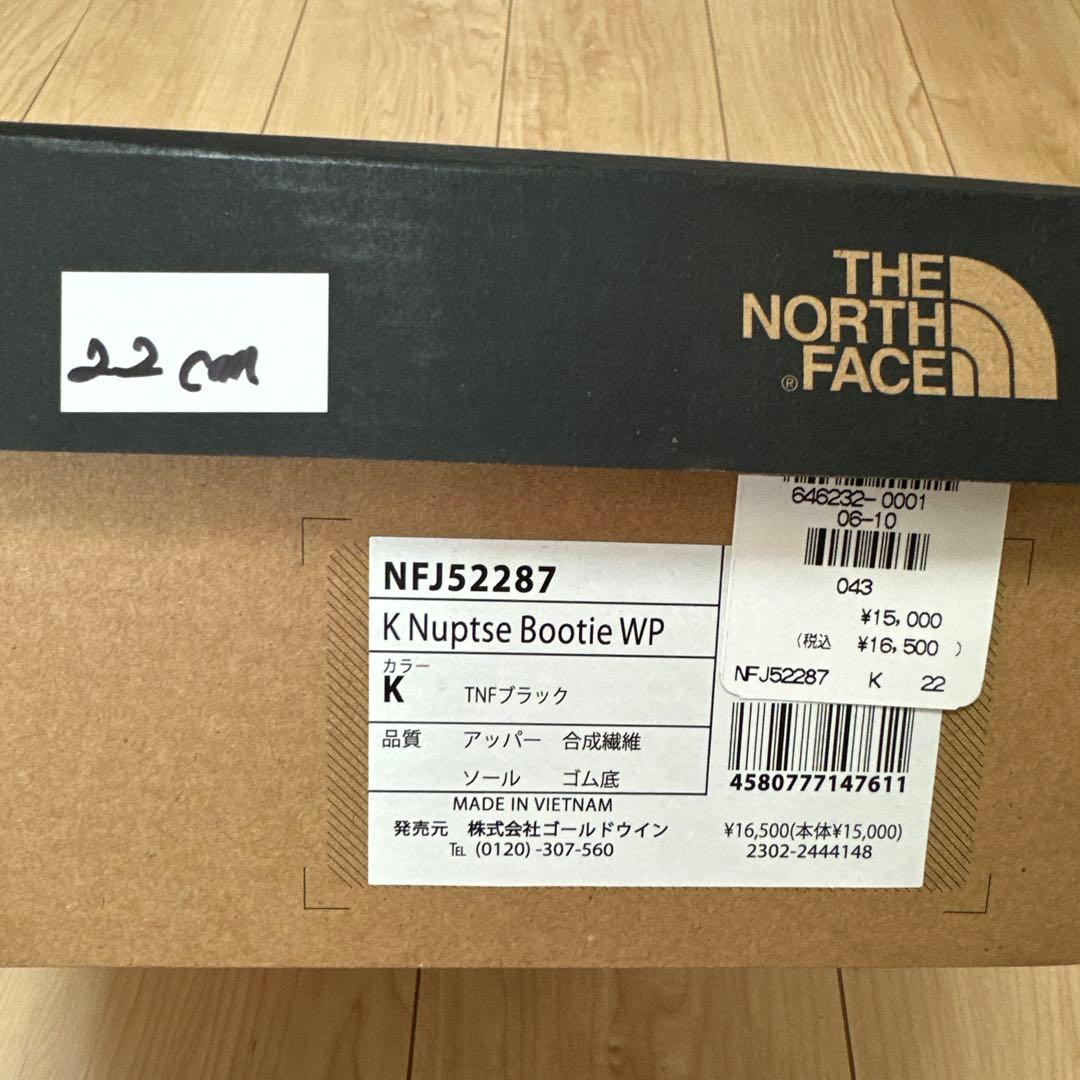 22 cm
THE
NORTH
® FACE
646232-0001
06-10
043
¥15,000
(税込 ¥16,500 )
NFJ52287 K 22
NFJ52287
K Nuptse Bootie WP
カラー
K TNFブラック
品質 アッパー 合成繊維
ソール ゴム底
MADE IN VIETNAM
発売元 株式会社ゴールドウイン
TEL (0120) -307-560
4580777147611
¥16,500(本体¥15,000)
2302-2444148